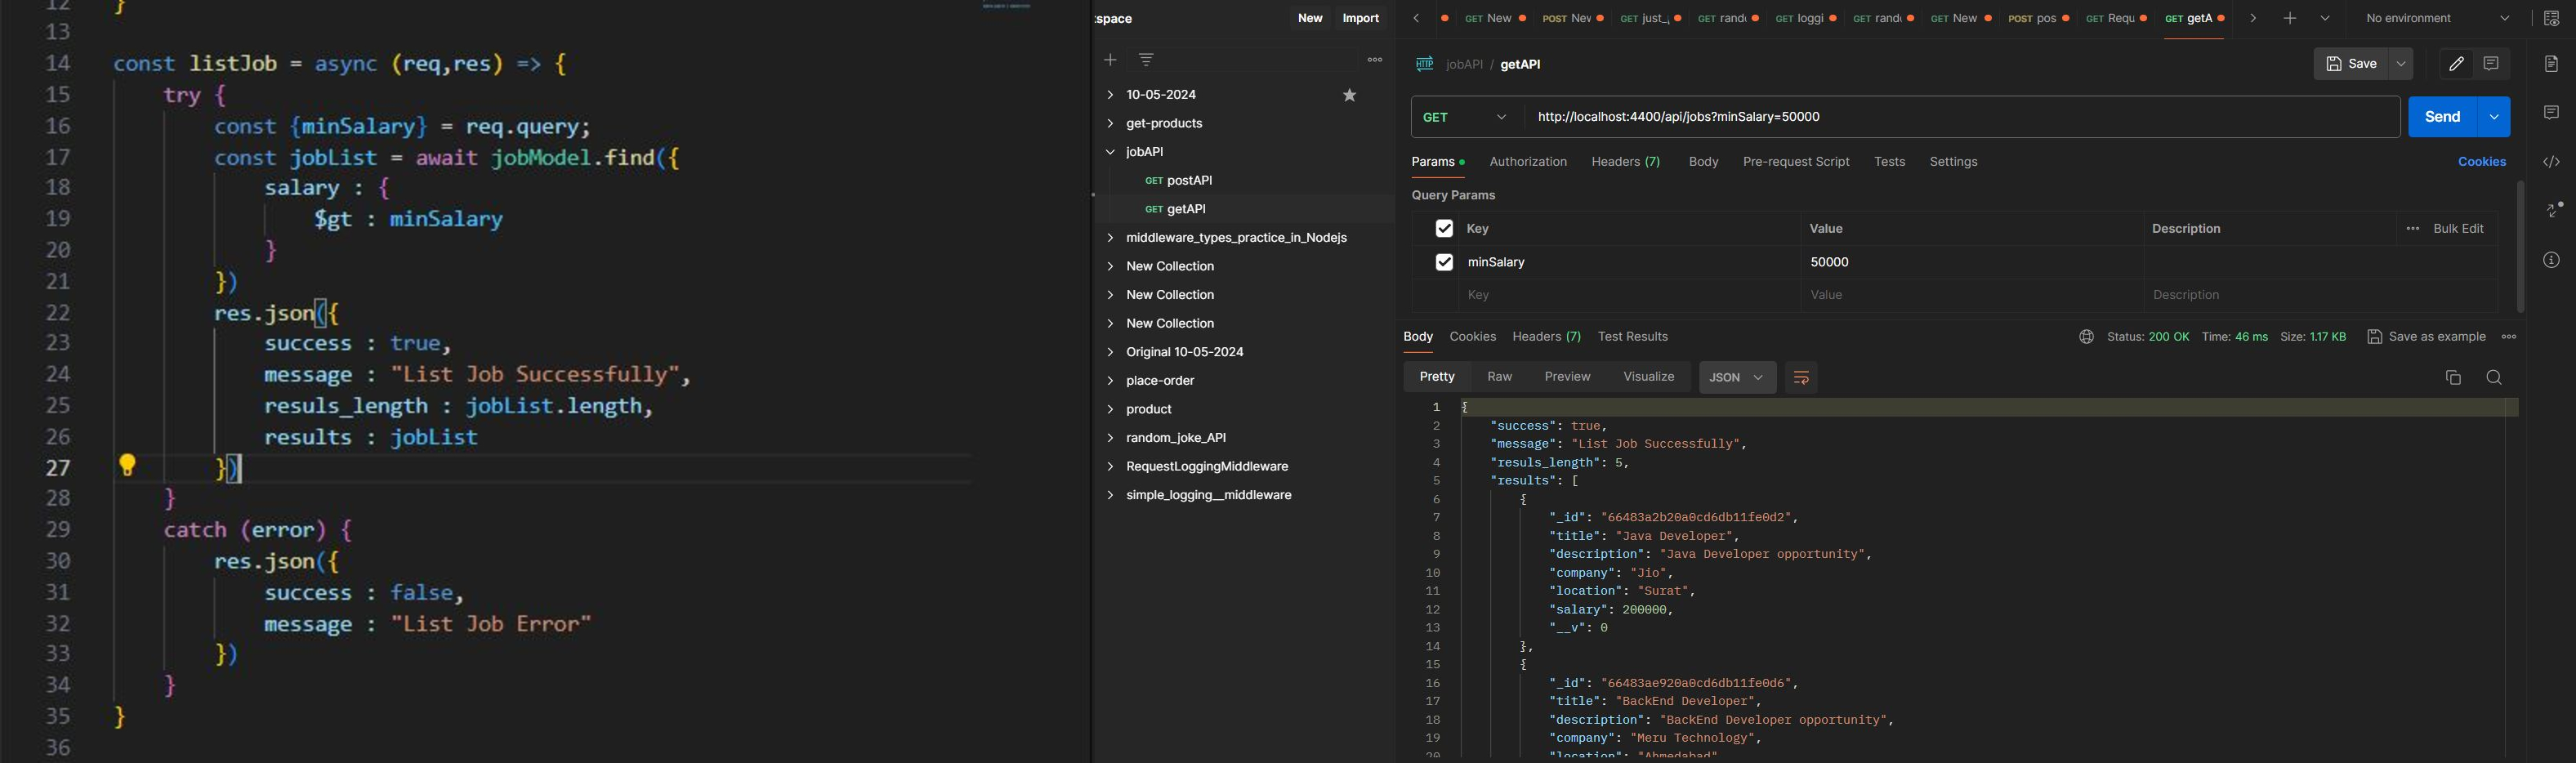 12 }
13
14 const listJob = async (req,res) => {
15 try {
16 const {minSalary} = req.query;
17 const jobList = await jobModel.find({
18 salary : {
19 $gt : minSalary
20 }
21 })
22 res.json({
23 success : true,
24 message : "List Job Successfully",
25 resuls_length : jobList.length,
26 results : jobList
27 })
28 }
29 catch (error) {
30 res.json({
31 success : false,
32 message : "List Job Error"
33 })
34 }
35 }
36
space New Import
10-05-2024
get-products
jobAPI
GET postAPI
GET getAPI
middleware_types_practice_in_Nodejs
New Collection
New Collection
New Collection
Original 10-05-2024
place-order
product
random_joke_API
RequestLoggingMiddleware
simple_logging__middleware
GET New POST Nev GET just_ GET rand GET loggi GET rand GET New POST pos GET Requ GET getA No environment
HTTP jobAPI / getAPI Save
GET http://localhost:4400/api/jobs?minSalary=50000 Send
Params Authorization Headers (7) Body Pre-request Script Tests Settings Cookies
Query Params
Key Value Description Bulk Edit
minSalary 50000
Key Value Description
Body Cookies Headers (7) Test Results Status: 200 OK Time: 46 ms Size: 1.17 KB Save as example
Pretty Raw Preview Visualize JSON
1 {
2 "success": true,
3 "message": "List Job Successfully",
4 "resuls_length": 5,
5 "results": [
6 {
7 "_id": "66483a2b20a0cd6db11fe0d2",
8 "title": "Java Developer",
9 "description": "Java Developer opportunity",
10 "company": "Jio",
11 "location": "Surat",
12 "salary": 200000,
13 "__v": 0
14 },
15 {
16 "_id": "66483ae920a0cd6db11fe0d6",
17 "title": "BackEnd Developer",
18 "description": "BackEnd Developer opportunity",
19 "company": "Meru Technology",
20 "location": "Ahmedabad"